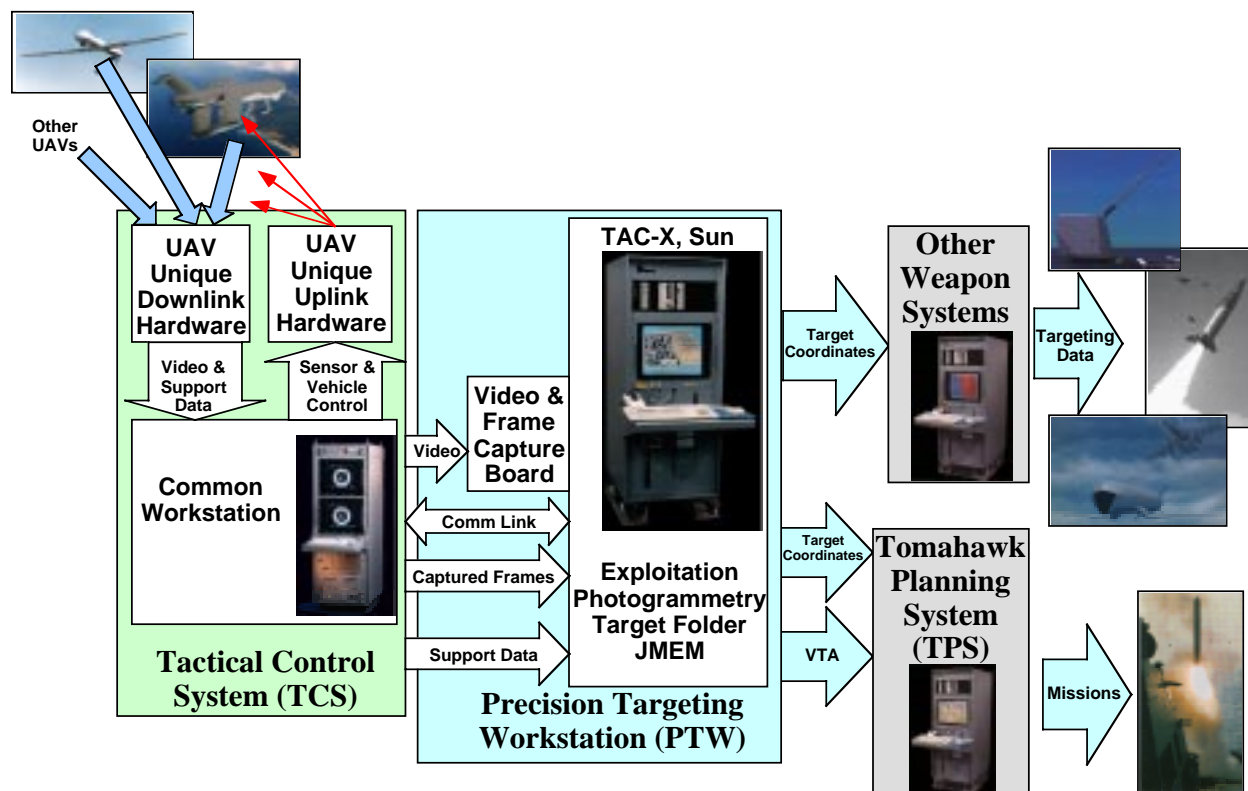 Other
UAVs
UAV
Unique
Downlink
Hardware
UAV
Unique
Uplink
Hardware
Video &
Support
Data
Sensor &
Vehicle
Control
Common
Workstation
Tactical Control
System (TCS)
Video
Comm Link
Captured Frames
Support Data
Video &
Frame
Capture
Board
TAC-X, Sun
Exploitation
Photogrammetry
Target Folder
JMEM
Precision Targeting
Workstation (PTW)
Target
Coordinates
Other
Weapon
Systems
Targeting
Data
Target
Coordinates
VTA
Tomahawk
Planning
System
(TPS)
Missions